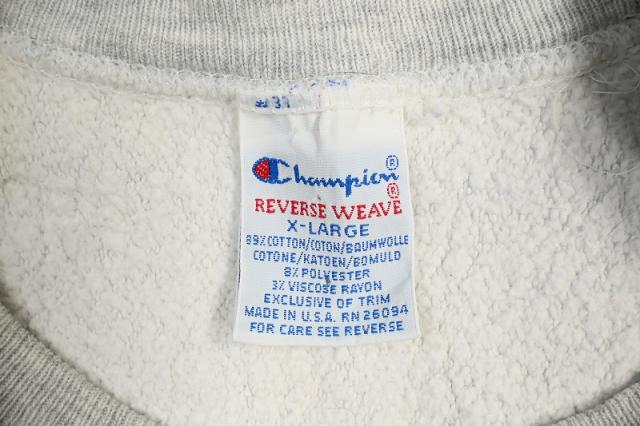 #31
Champion®
®
REVERSE WEAVE
X-LARGE
89% COTTON/COTON/BAUMWOLLE
COTONE/KATOEN/BOMULD
8% POLYESTER
3% VISCOSE RAYON
EXCLUSIVE OF TRIM
MADE IN U.S.A. RN 26094
FOR CARE SEE REVERSE